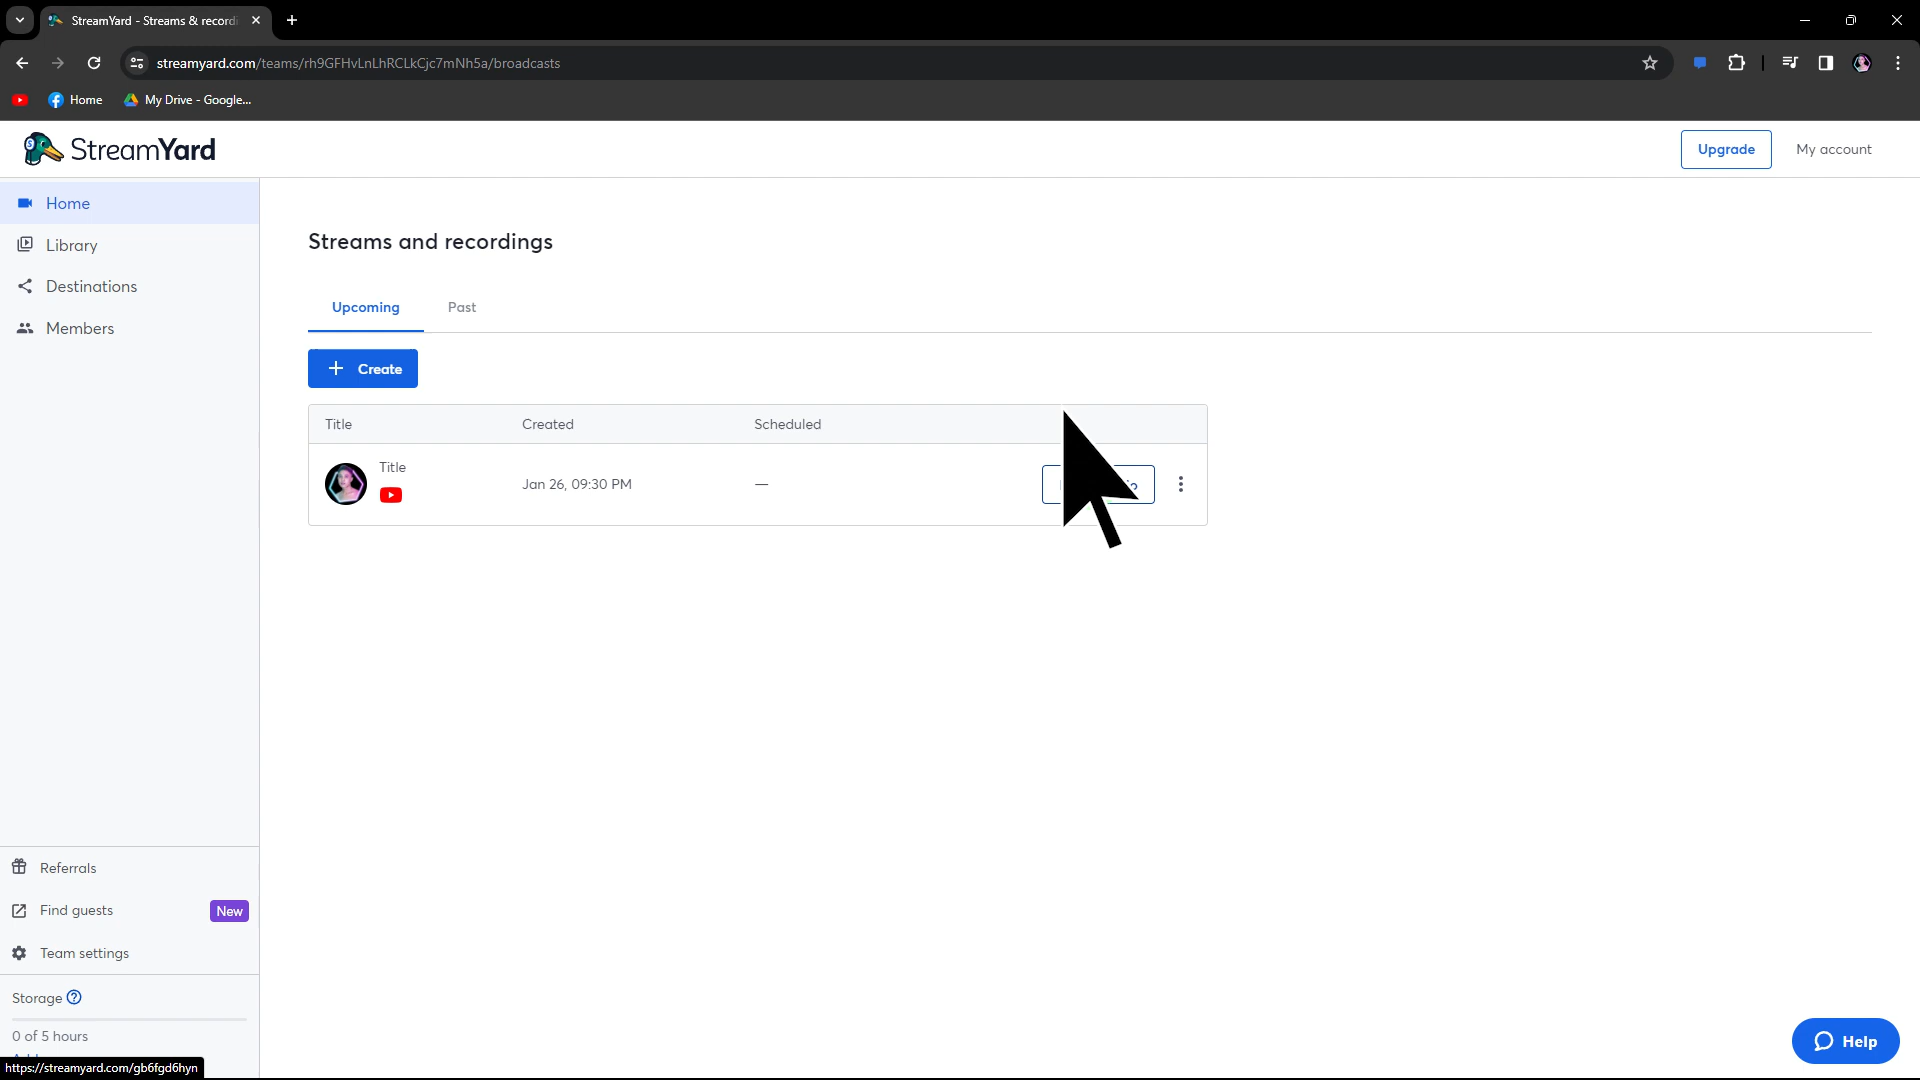 StreamYard - Streams & recordi
streamyard.com/teams/rh9GFHvLnLhRCLkCjc7mNh5a/broadcasts
Home
My Drive - Google...
StreamYard
Upgrade
My account
Home
Library
Destinations
Members
Streams and recordings
Upcoming
Past
+ Create
Title
Created
Scheduled
Title
Jan 26, 09:30 PM
—
Referrals
Find guests
New
Team settings
Storage
0 of 5 hours
https://streamyard.com/gb6fgd6hyn
Help